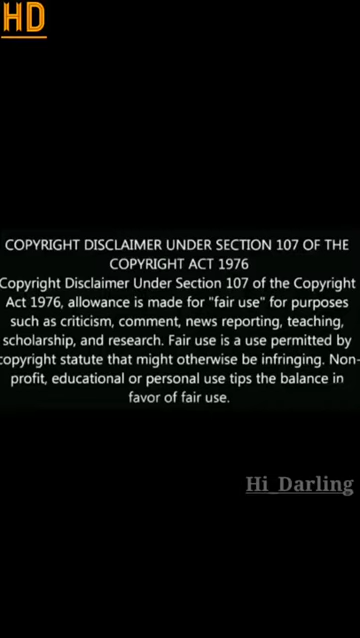 HD
COPYRIGHT DISCLAIMER UNDER SECTION 107 OF THE
COPYRIGHT ACT 1976
Copyright Disclaimer Under Section 107 of the Copyright
Act 1976, allowance is made for "fair use" for purposes
such as criticism, comment, news reporting, teaching,
scholarship, and research. Fair use is a use permitted by
copyright statute that might otherwise be infringing. Non-
profit, educational or personal use tips the balance in
favor of fair use.
Hi_Darling